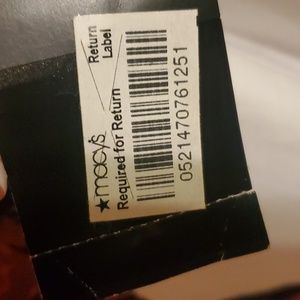 ★macy's
Return
Label
Required for Return
0521470761251